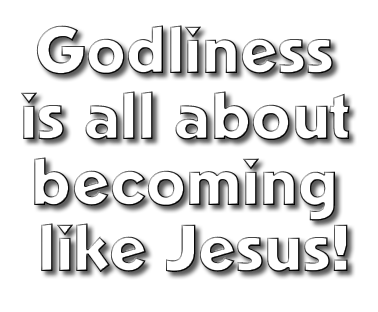 Godliness
is all about
becoming
like Jesus!